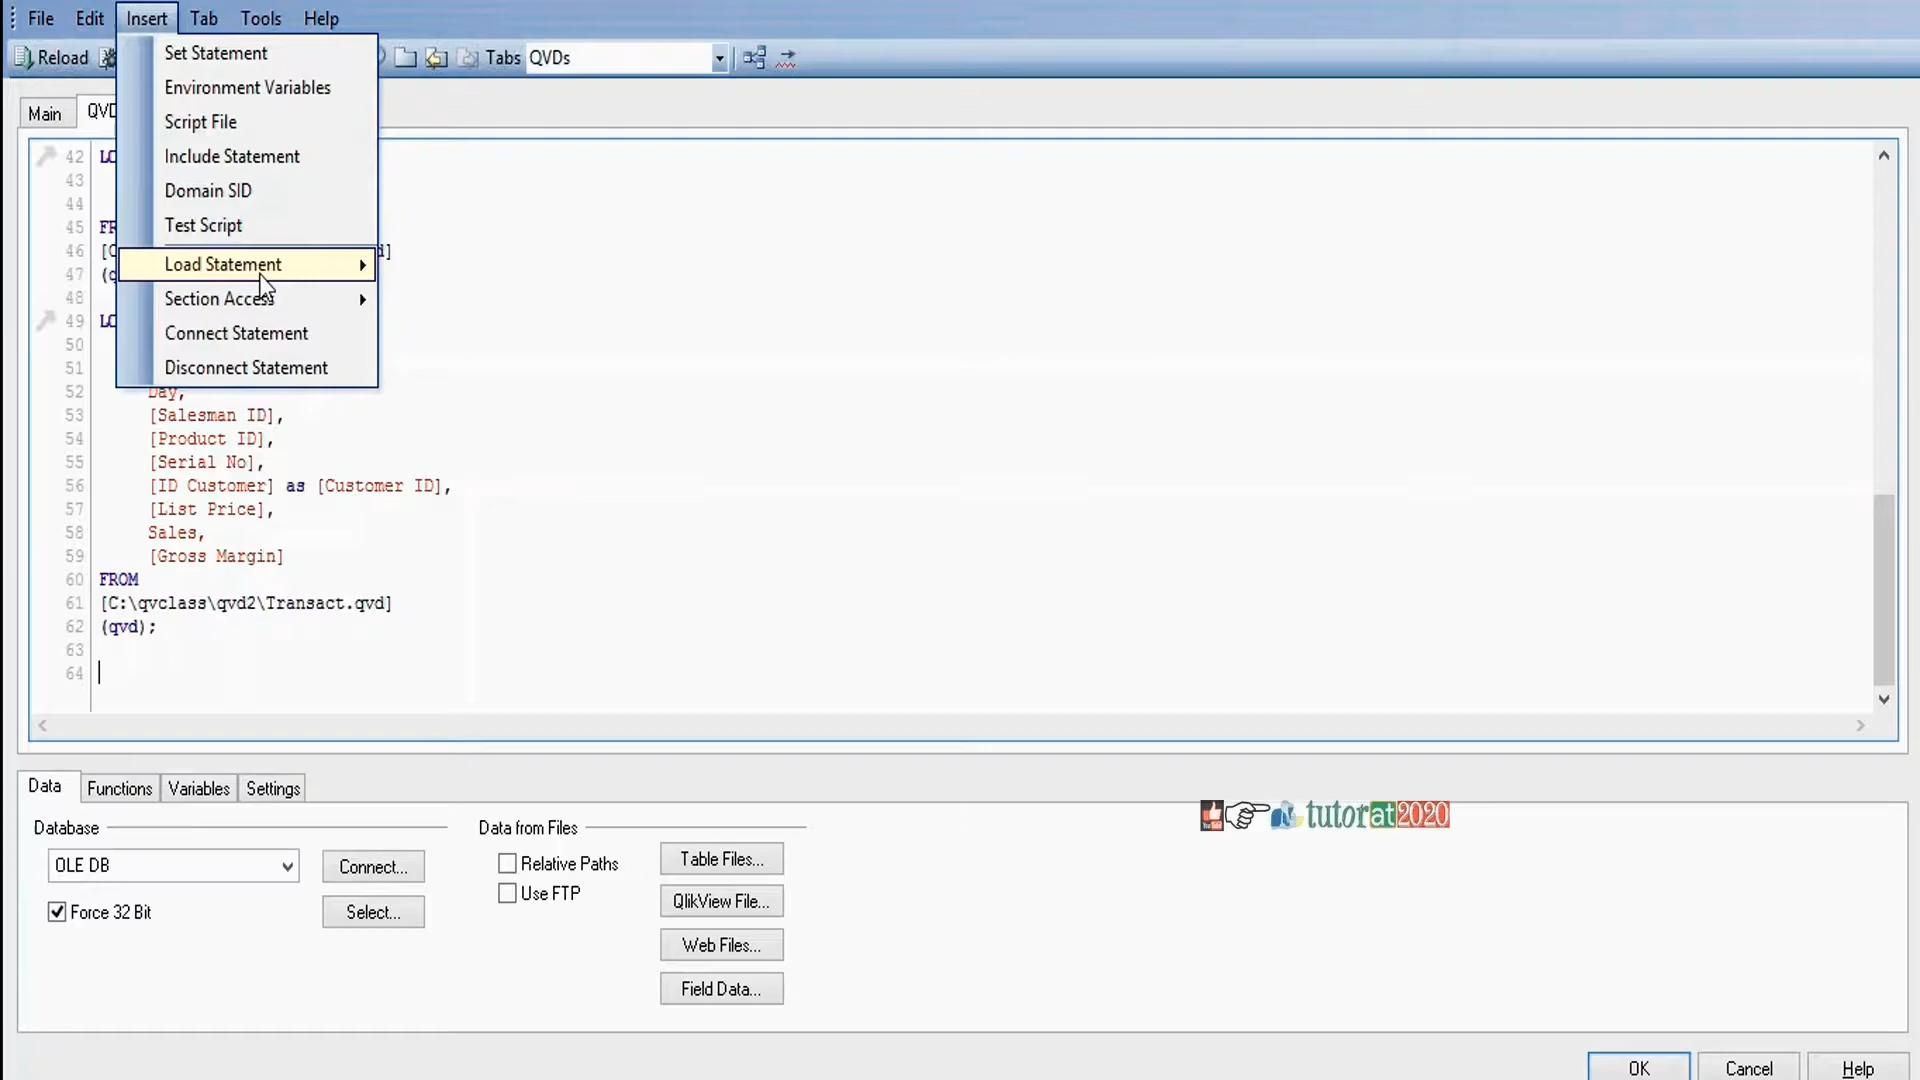 File Edit Insert Tab Tools Help
Reload Tabs QVDs
Set Statement
Environment Variables
Script File
Include Statement
Domain SID
Test Script
Load Statement
Section Access
Connect Statement
Disconnect Statement
Main QVD
42 LO
43
44
45 FR
46 [C d]
47 (q
48
49 LO
50
51
52 Day,
53 [Salesman ID],
54 [Product ID],
55 [Serial No],
56 [ID Customer] as [Customer ID],
57 [List Price],
58 Sales,
59 [Gross Margin]
60 FROM
61 [C:\qvclass\qvd2\Transact.qvd]
62 (qvd);
63
64
Data Functions Variables Settings
Database
OLE DB
Connect...
Force 32 Bit
Select...
Data from Files
Relative Paths
Use FTP
Table Files...
QlikView File...
Web Files...
Field Data...
tutorat2020
OK Cancel Help